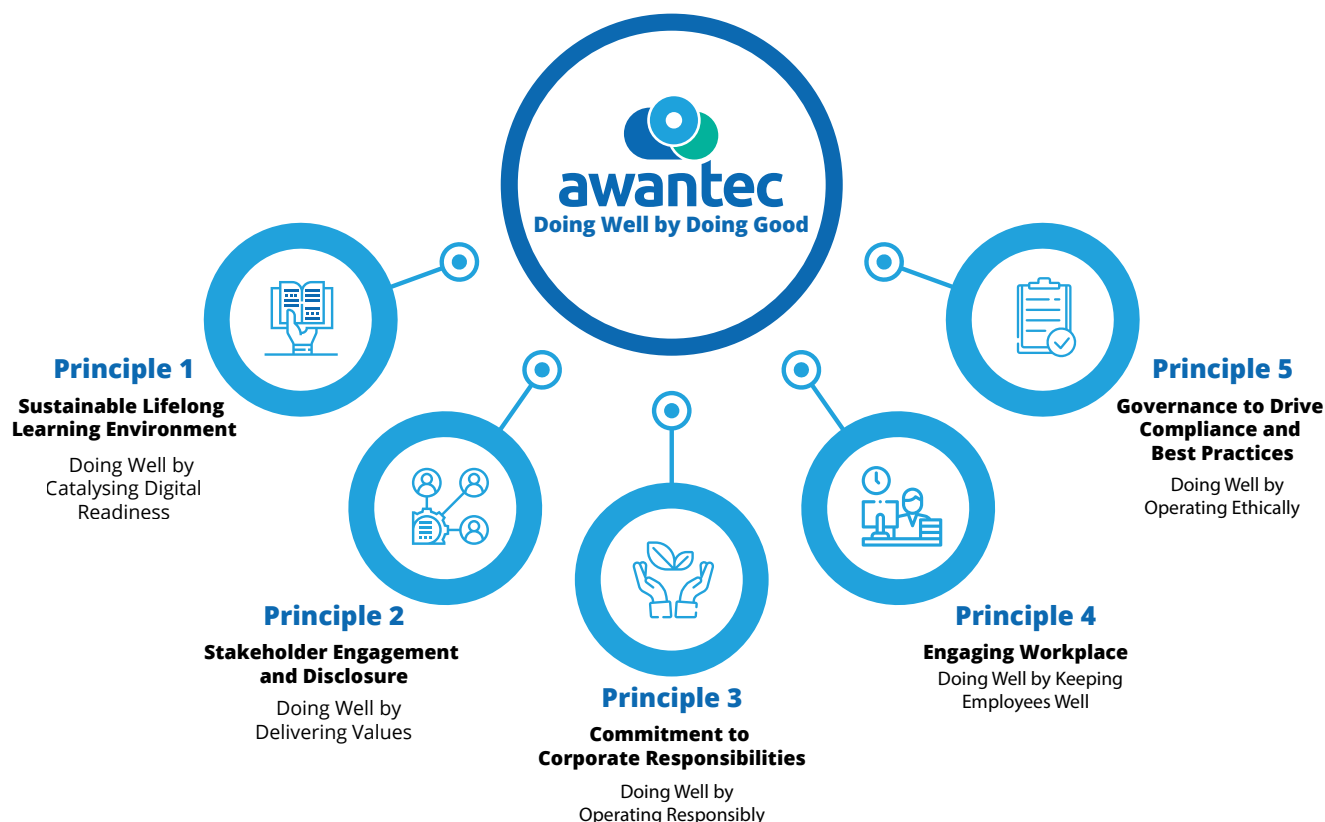 awantec
Doing Well by Doing Good
Principle 1
Sustainable Lifelong
Learning Environment
Doing Well by
Catalysing Digital
Readiness
Principle 2
Stakeholder Engagement
and Disclosure
Doing Well by
Delivering Values
Principle 3
Commitment to
Corporate Responsibilities
Doing Well by
Operating Responsibly
Principle 4
Engaging Workplace
Doing Well by Keeping
Employees Well
Principle 5
Governance to Drive
Compliance and
Best Practices
Doing Well by
Operating Ethically